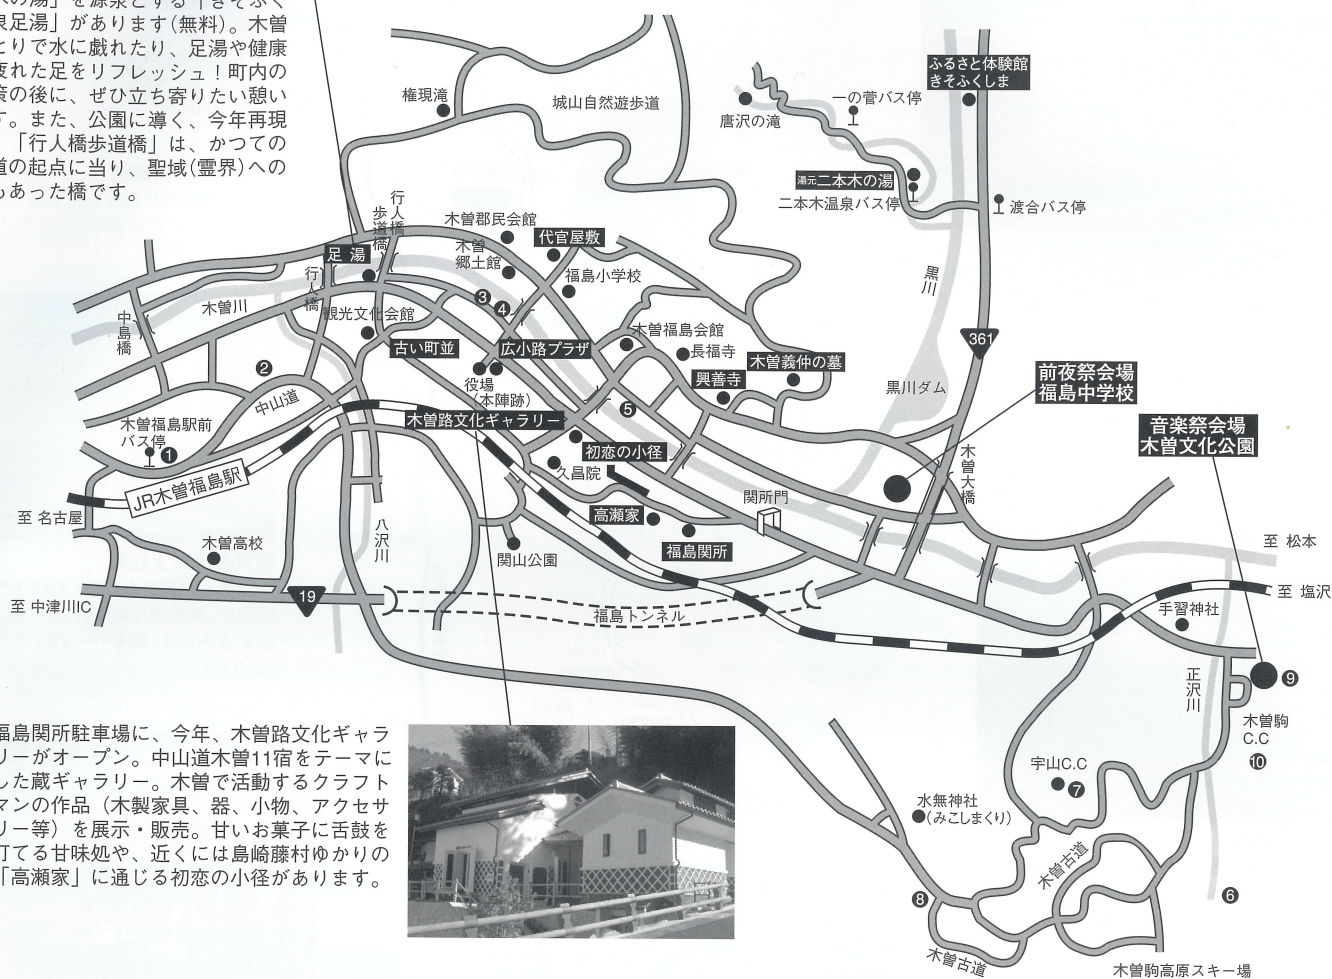 水の湯」を源泉とする「きそふく
泉足湯」があります(無料)。木曽
とりで水に戯れたり、足湯や健康
疲れた足をリフレッシュ！町内の
策の後に、ぜひ立ち寄りたい憩い
す。また、公園に導く、今年再現
「行人橋歩道橋」は、かつての
道の起点に当り、聖域(霊界)への
もあった橋です。
権現滝
城山自然遊歩道
唐沢の滝
一の萱バス停
ふるさと体験館
きそふくしま
湯元二本木の湯
二本木温泉バス停
渡合バス停
行人橋
歩道橋
木曽郡民会館
代官屋敷
木曽
郷土館
足湯
福島小学校
行人橋
木曽川
中島橋
観光文化会館
3
4
黒川
361
木曽福島会館
古い町並
広小路プラザ
長福寺
木曽義仲の墓
2
役場
(本陣跡)
興善寺
黒川ダム
前夜祭会場
福島中学校
中山道
5
木曽路文化ギャラリー
木曽福島駅前
バス停
1
音楽祭会場
木曽文化公園
初恋の小径
久昌院
木曽大橋
JR木曽福島駅
関所門
至 名古屋
高瀬家
八沢川
木曽高校
関山公園
福島関所
至 松本
至 塩沢
至 中津川IC
19
福島トンネル
手習神社
正沢川
9
木曽駒
C.C
10
宇山C.C
7
水無神社
(みこしまくり)
木曽古道
8
6
木曽古道
木曽駒高原スキー場
福島関所駐車場に、今年、木曽路文化ギャラ
リーがオープン。中山道木曽11宿をテーマに
した蔵ギャラリー。木曽で活動するクラフト
マンの作品（木製家具、器、小物、アクセサ
リー等）を展示・販売。甘いお菓子に舌鼓を
打てる甘味処や、近くには島崎藤村ゆかりの
「高瀬家」に通じる初恋の小径があります。